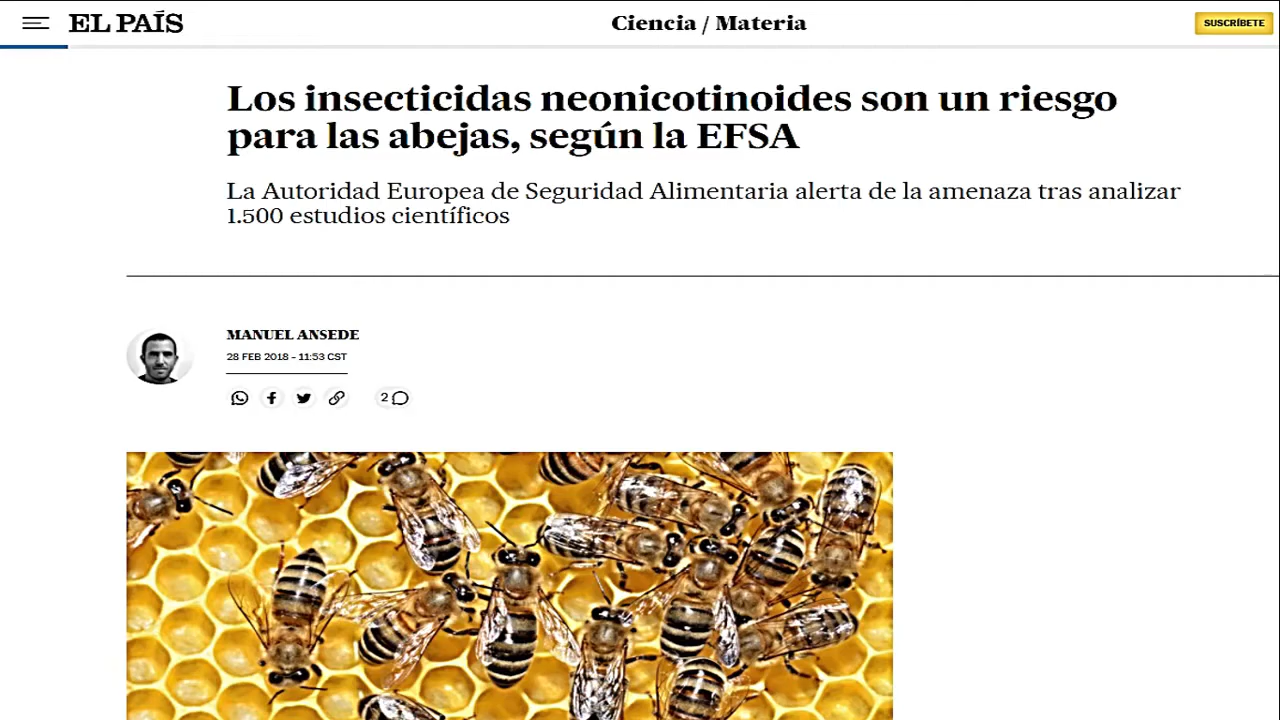 EL PAÍS
Ciencia / Materia
SUSCRÍBETE
Los insecticidas neonicotinoides son un riesgo
para las abejas, según la EFSA
La Autoridad Europea de Seguridad Alimentaria alerta de la amenaza tras analizar
1.500 estudios científicos
MANUEL ANSEDE
28 FEB 2018 - 11:53 CST
2